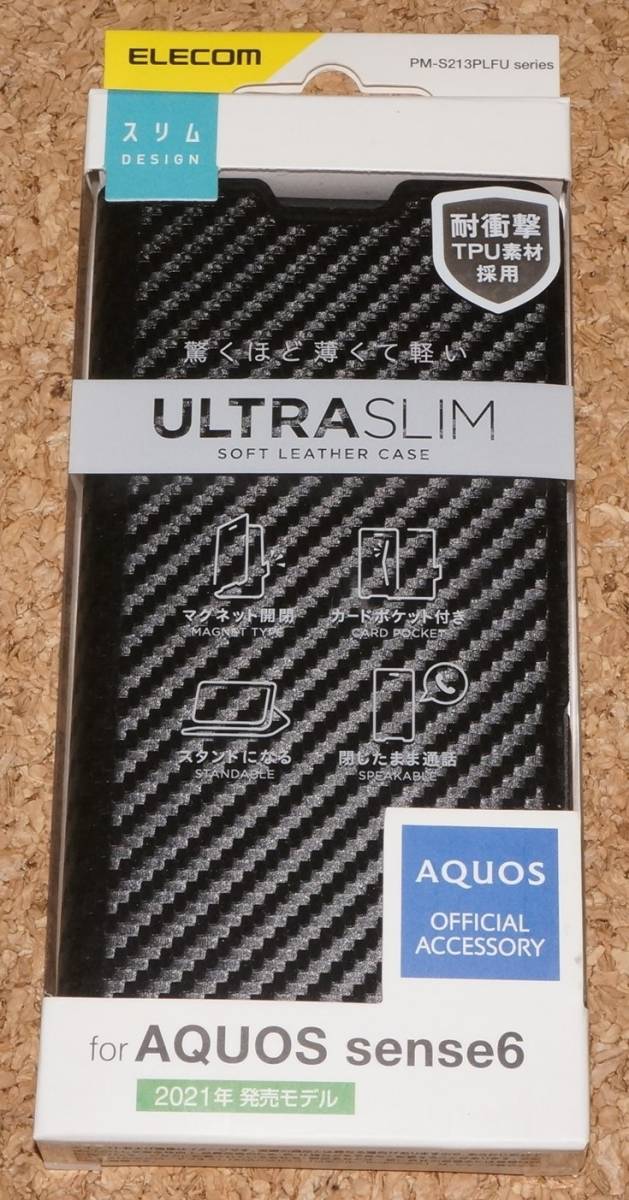 ELECOM
PM-S213PLFU series
スリム
DESIGN
耐衝撃
TPU素材
採用
驚くほど薄くて軽い
ULTRASLIM
SOFT LEATHER CASE
マグネット開閉
MAGNET TYPE
カードポケット付き
CARD POCKET
スタンドになる
STANDABLE
閉じたまま通話
SPEAKABLE
AQUOS
OFFICIAL
ACCESSORY
for AQUOS sense6
2021年 発売モデル